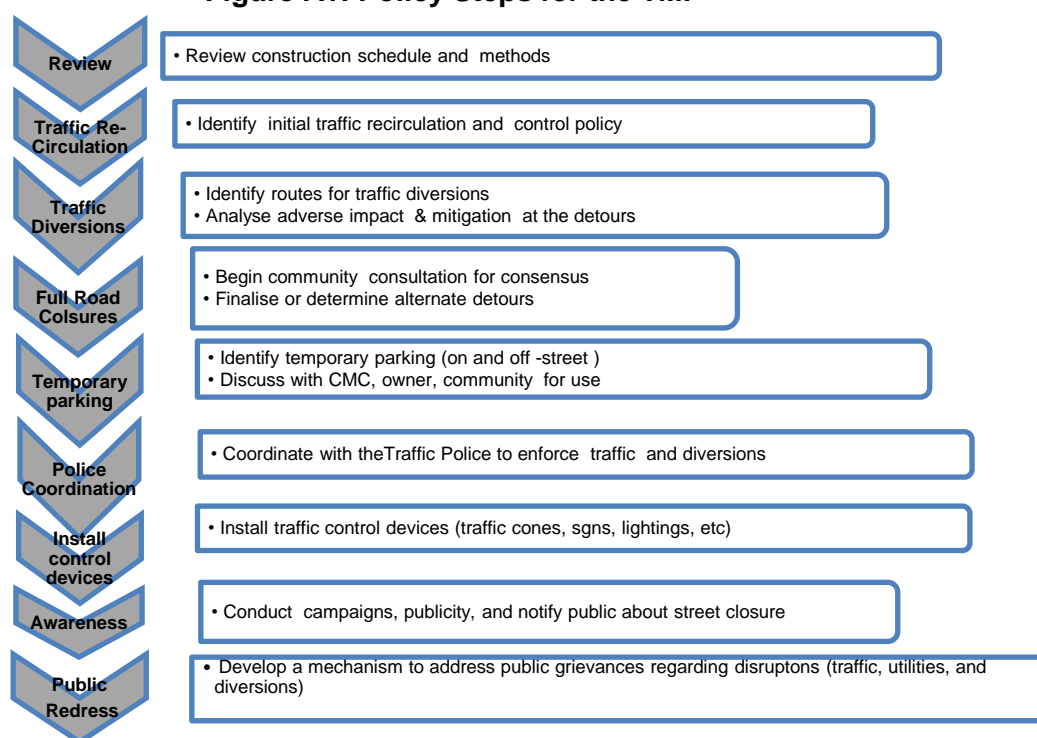 Figure Policy Steps for the
Review
• Review construction schedule and methods
Traffic Re-
Circulation
• Identify initial traffic recirculation and control policy
Traffic
Diversions
• Identify routes for traffic diversions
• Analyse adverse impact & mitigation at the detours
Full Road
Colsures
• Begin community consultation for consensus
• Finalise or determine alternate detours
Temporary
parking
• Identify temporary parking (on and off -street )
• Discuss with CMC, owner, community for use
Police
Coordination
• Coordinate with theTraffic Police to enforce traffic and diversions
Install
control
devices
• Install traffic control devices (traffic cones, sgns, lightings, etc)
Awareness
• Conduct campaigns, publicity, and notify public about street closure
Public
Redress
• Develop a mechanism to address public grievances regarding disruptons (traffic, utilities, and
diversions)